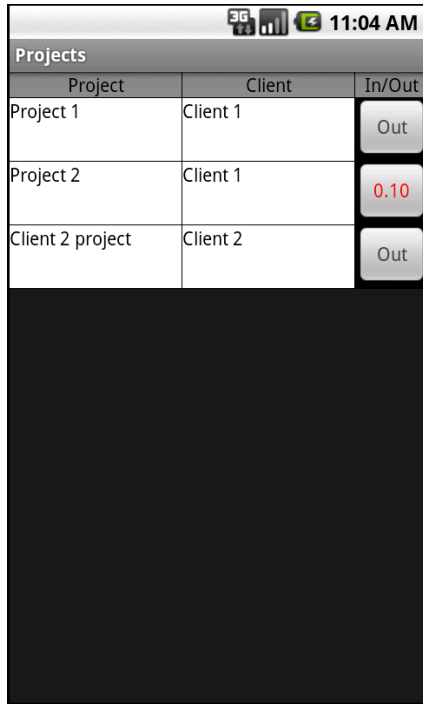 3G 11:04 AM
Projects
Project Client In/Out
Project 1 Client 1 Out
Project 2 Client 1 0.10
Client 2 project Client 2 Out